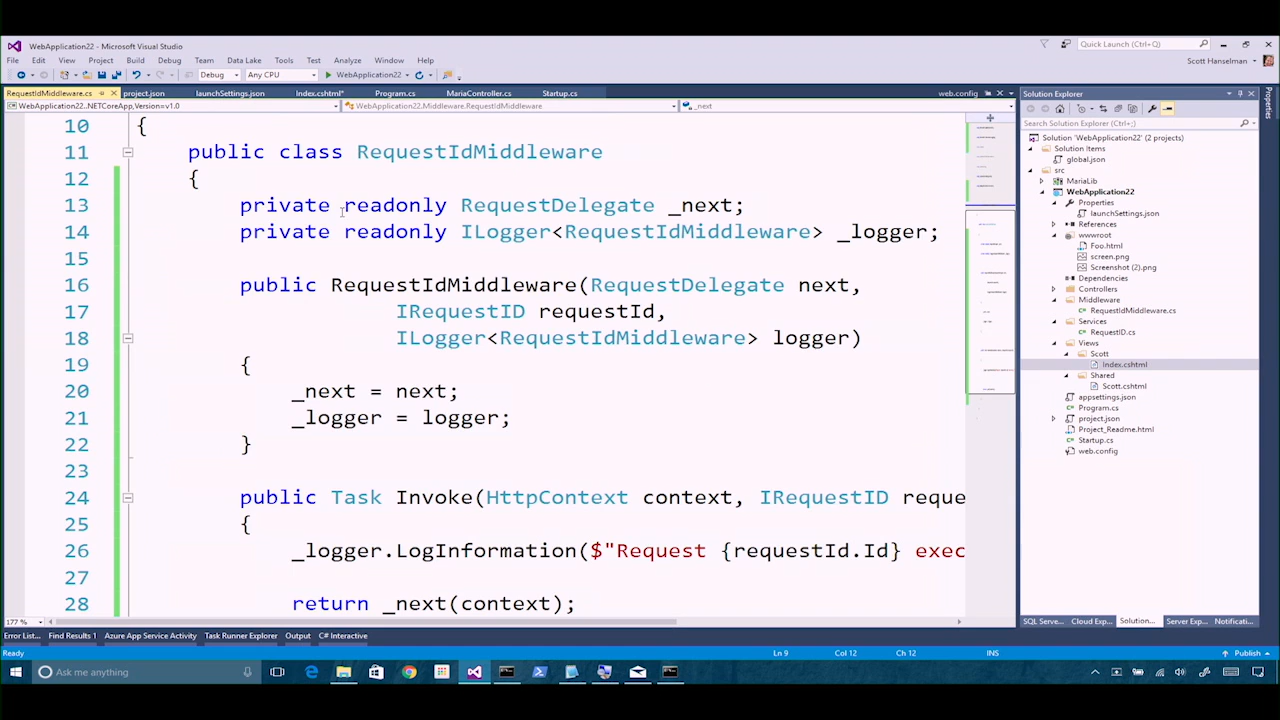 WebApplication22 - Microsoft Visual Studio
Quick Launch (Ctrl+Q)
File Edit View Project Build Debug Team Data Lake Tools Test Analyze Window Help
Scott Hanselman
Debug Any CPU WebApplication22
RequestIdMiddleware.cs project.json launchSettings.json Index.cshtml* Program.cs MariaController.cs Startup.cs web.config
WebApplication22..NETCoreApp,Version=v1.0 WebApplication22.Middleware.RequestIdMiddleware _next
10 {
11 public class RequestIdMiddleware
12 {
13 private readonly RequestDelegate _next;
14 private readonly ILogger<RequestIdMiddleware> _logger;
15
16 public RequestIdMiddleware(RequestDelegate next,
17 IRequestID requestId,
18 ILogger<RequestIdMiddleware> logger)
19 {
20 _next = next;
21 _logger = logger;
22 }
23
24 public Task Invoke(HttpContext context, IRequestID reque
25 {
26 _logger.LogInformation($"Request {requestId.Id} exec
27
28 return _next(context);
177 %
Solution Explorer
Search Solution Explorer (Ctrl+;)
Solution 'WebApplication22' (2 projects)
Solution Items
global.json
src
MariaLib
WebApplication22
Properties
launchSettings.json
References
wwwroot
Foo.html
screen.png
Screenshot (2).png
Dependencies
Controllers
Middleware
RequestIdMiddleware.cs
Services
RequestID.cs
Views
Scott
Index.cshtml
Shared
Scott.cshtml
appsettings.json
Program.cs
project.json
Project_Readme.html
Startup.cs
web.config
SQL Serve... Cloud Exp... Solution... Server Exp... Notificati...
Properties
Error List... Find Results 1 Azure App Service Activity Task Runner Explorer Output C# Interactive
Ready Ln 9 Col 12 Ch 12 INS Publish
Ask me anything